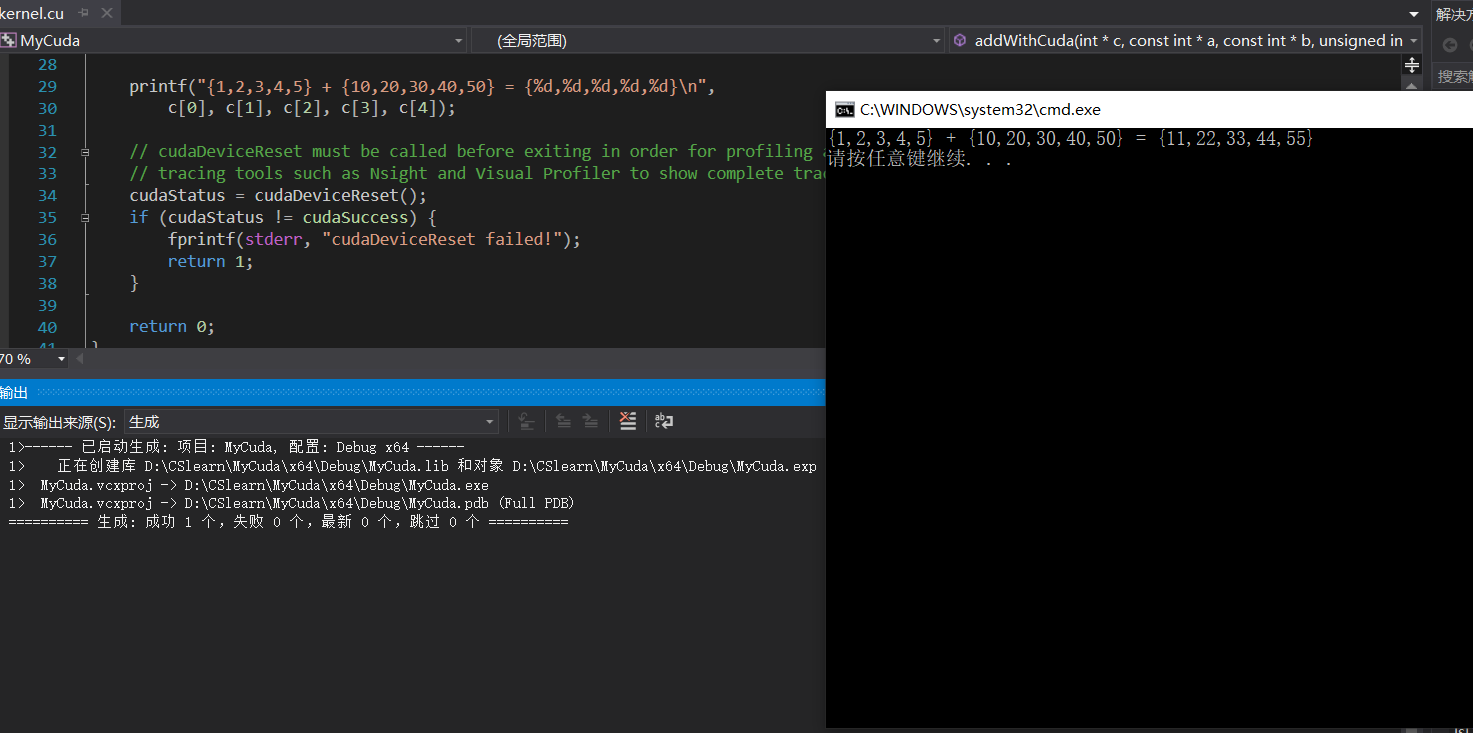 kernel.cu
解决方
MyCuda
(全局范围)
addWithCuda(int * c, const int * a, const int * b, unsigned in
搜索解
28
29 printf("{1,2,3,4,5} + {10,20,30,40,50} = {%d,%d,%d,%d,%d}\n",
30 c[0], c[1], c[2], c[3], c[4]);
31
32 // cudaDeviceReset must be called before exiting in order for profiling a
33 // tracing tools such as Nsight and Visual Profiler to show complete trac
34 cudaStatus = cudaDeviceReset();
35 if (cudaStatus != cudaSuccess) {
36 fprintf(stderr, "cudaDeviceReset failed!");
37 return 1;
38 }
39
40 return 0;
41 }
70 %
C:\WINDOWS\system32\cmd.exe
{1,2,3,4,5} + {10,20,30,40,50} = {11,22,33,44,55}
请按任意键继续. . .
输出
显示输出来源(S): 生成
1>------ 已启动生成: 项目: MyCuda, 配置: Debug x64 ------
1> 正在创建库 D:\CSlearn\MyCuda\x64\Debug\MyCuda.lib 和对象 D:\CSlearn\MyCuda\x64\Debug\MyCuda.exp
1> MyCuda.vcxproj -> D:\CSlearn\MyCuda\x64\Debug\MyCuda.exe
1> MyCuda.vcxproj -> D:\CSlearn\MyCuda\x64\Debug\MyCuda.pdb (Full PDB)
========== 生成: 成功 1 个，失败 0 个，最新 0 个，跳过 0 个 ==========